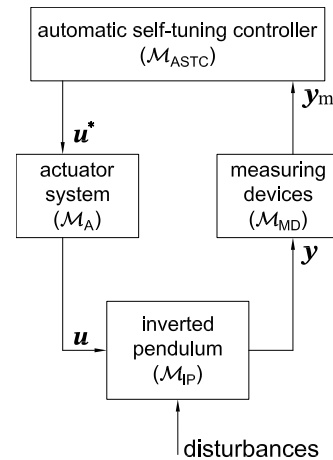 automatic self-tuning controller
(ℳASTC)
u* ym
actuator system
(ℳA)
measuring devices
(ℳMD)
u y
inverted pendulum
(ℳIP)
disturbances